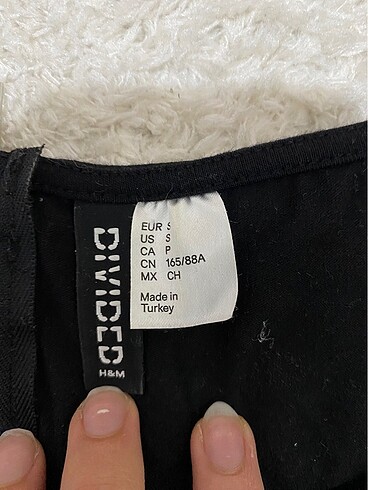 DIVIDED
H&M
EUR S
US S
CA P
CN 165/88A
MX CH
Made in
Turkey